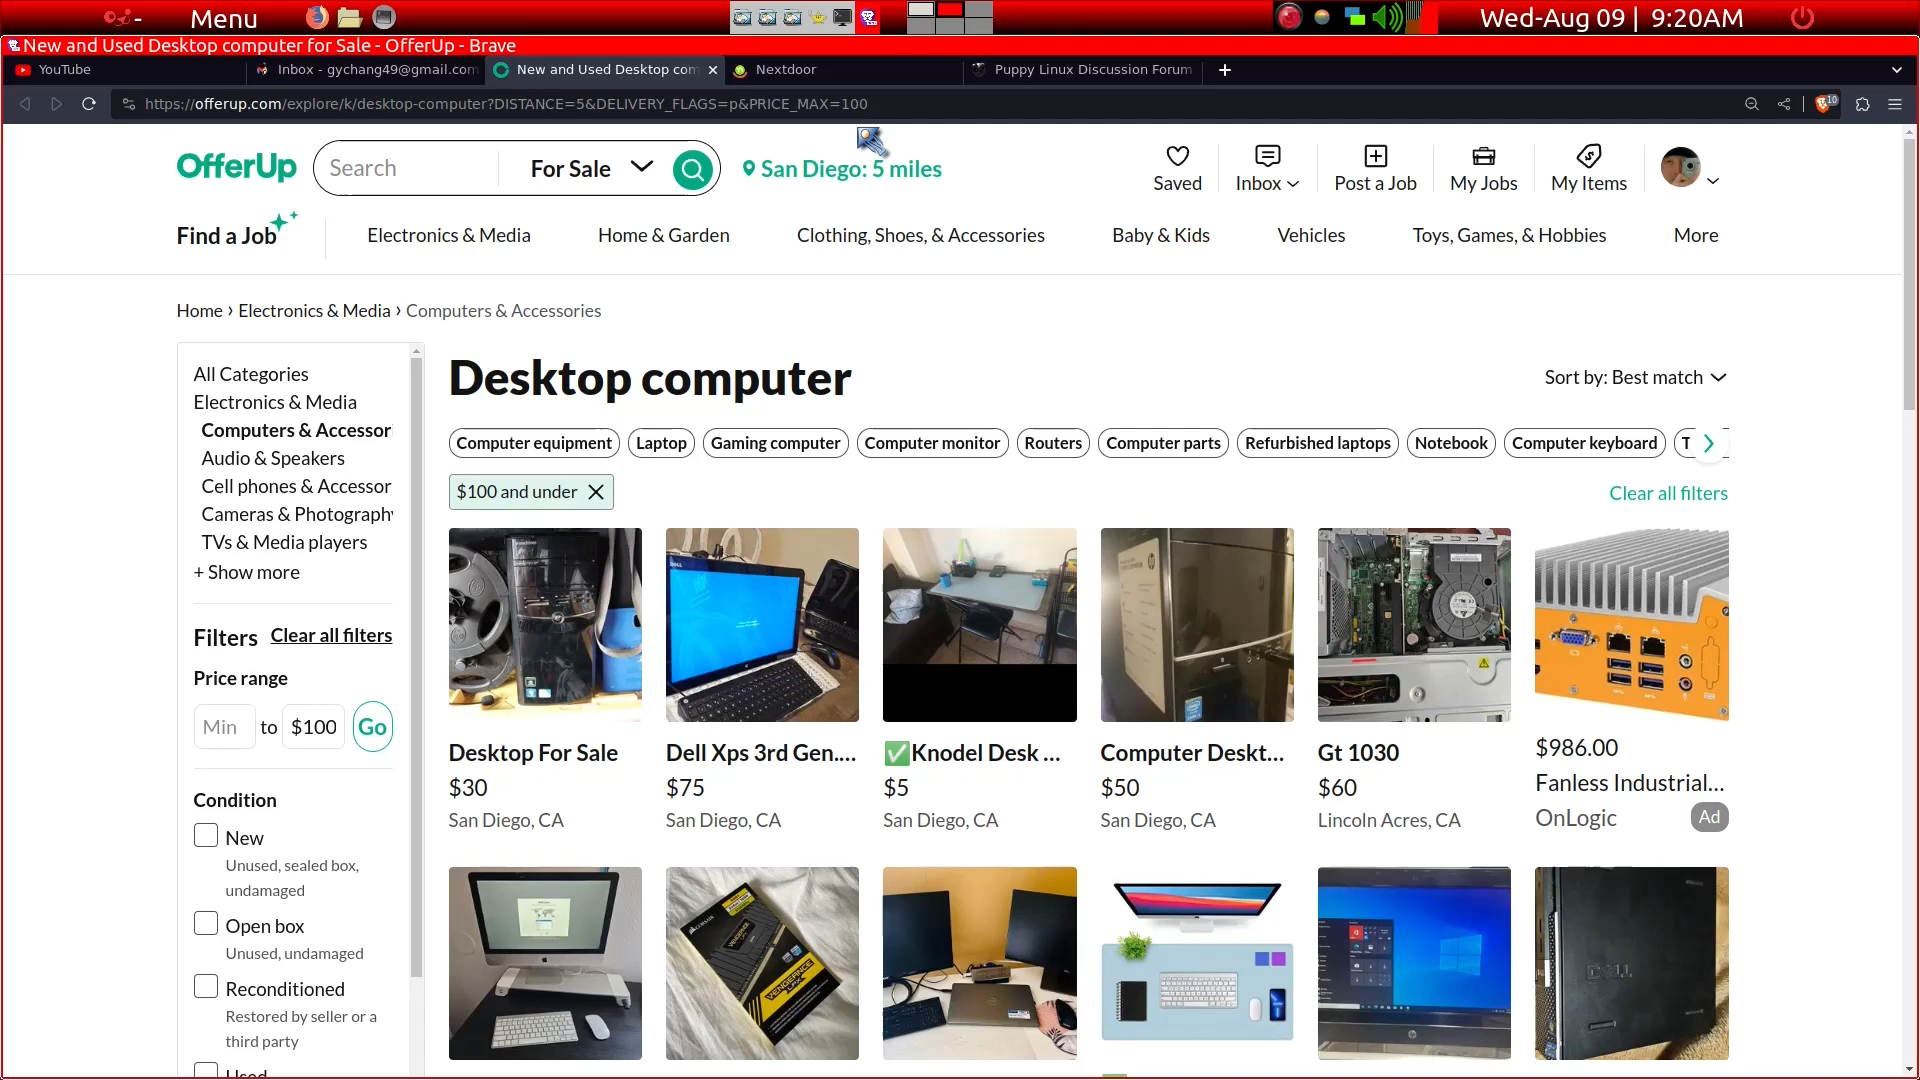 Menu
Wed-Aug 09 | 9:20AM
New and Used Desktop computer for Sale - OfferUp - Brave
YouTube
Inbox - gychang49@gmail.com
New and Used Desktop com
Nextdoor
Puppy Linux Discussion Forum
https://offerup.com/explore/k/desktop-computer?DISTANCE=5&DELIVERY_FLAGS=p&PRICE_MAX=100
10
OfferUp
Search
For Sale
San Diego: 5 miles
Saved
Inbox
Post a Job
My Jobs
My Items
Find a Job
Electronics & Media
Home & Garden
Clothing, Shoes, & Accessories
Baby & Kids
Vehicles
Toys, Games, & Hobbies
More
Home › Electronics & Media › Computers & Accessories
All Categories
Electronics & Media
Computers & Accessori
Audio & Speakers
Cell phones & Accessor
Cameras & Photography
TVs & Media players
+ Show more
Filters
Clear all filters
Price range
Min to $100 Go
Condition
New
Unused, sealed box,
undamaged
Open box
Unused, undamaged
Reconditioned
Restored by seller or a
third party
Used
Desktop computer
Sort by: Best match
Computer equipment
Laptop
Gaming computer
Computer monitor
Routers
Computer parts
Refurbished laptops
Notebook
Computer keyboard
T
$100 and under
Clear all filters
Desktop For Sale
$30
San Diego, CA
Dell Xps 3rd Gen....
$75
San Diego, CA
✅Knodel Desk ...
$5
San Diego, CA
Computer Deskt...
$50
San Diego, CA
Gt 1030
$60
Lincoln Acres, CA
$986.00
Fanless Industrial...
OnLogic
Ad
VENGEANCE
DELL